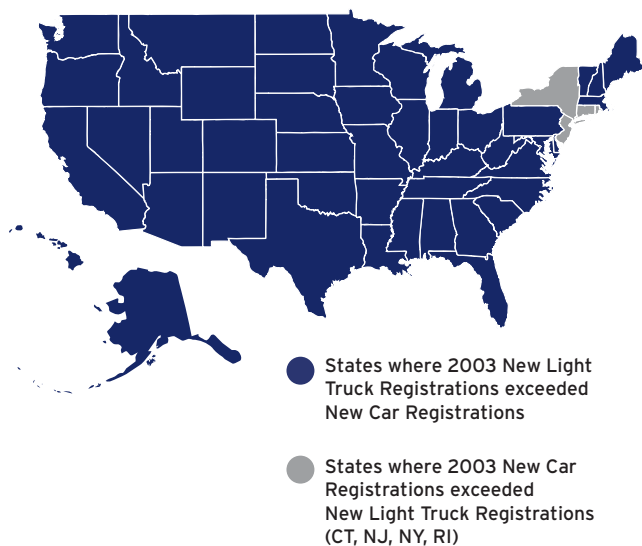 States where 2003 New Light
Truck Registrations exceeded
New Car Registrations
States where 2003 New Car
Registrations exceeded
New Light Truck Registrations
(CT, NJ, NY, RI)